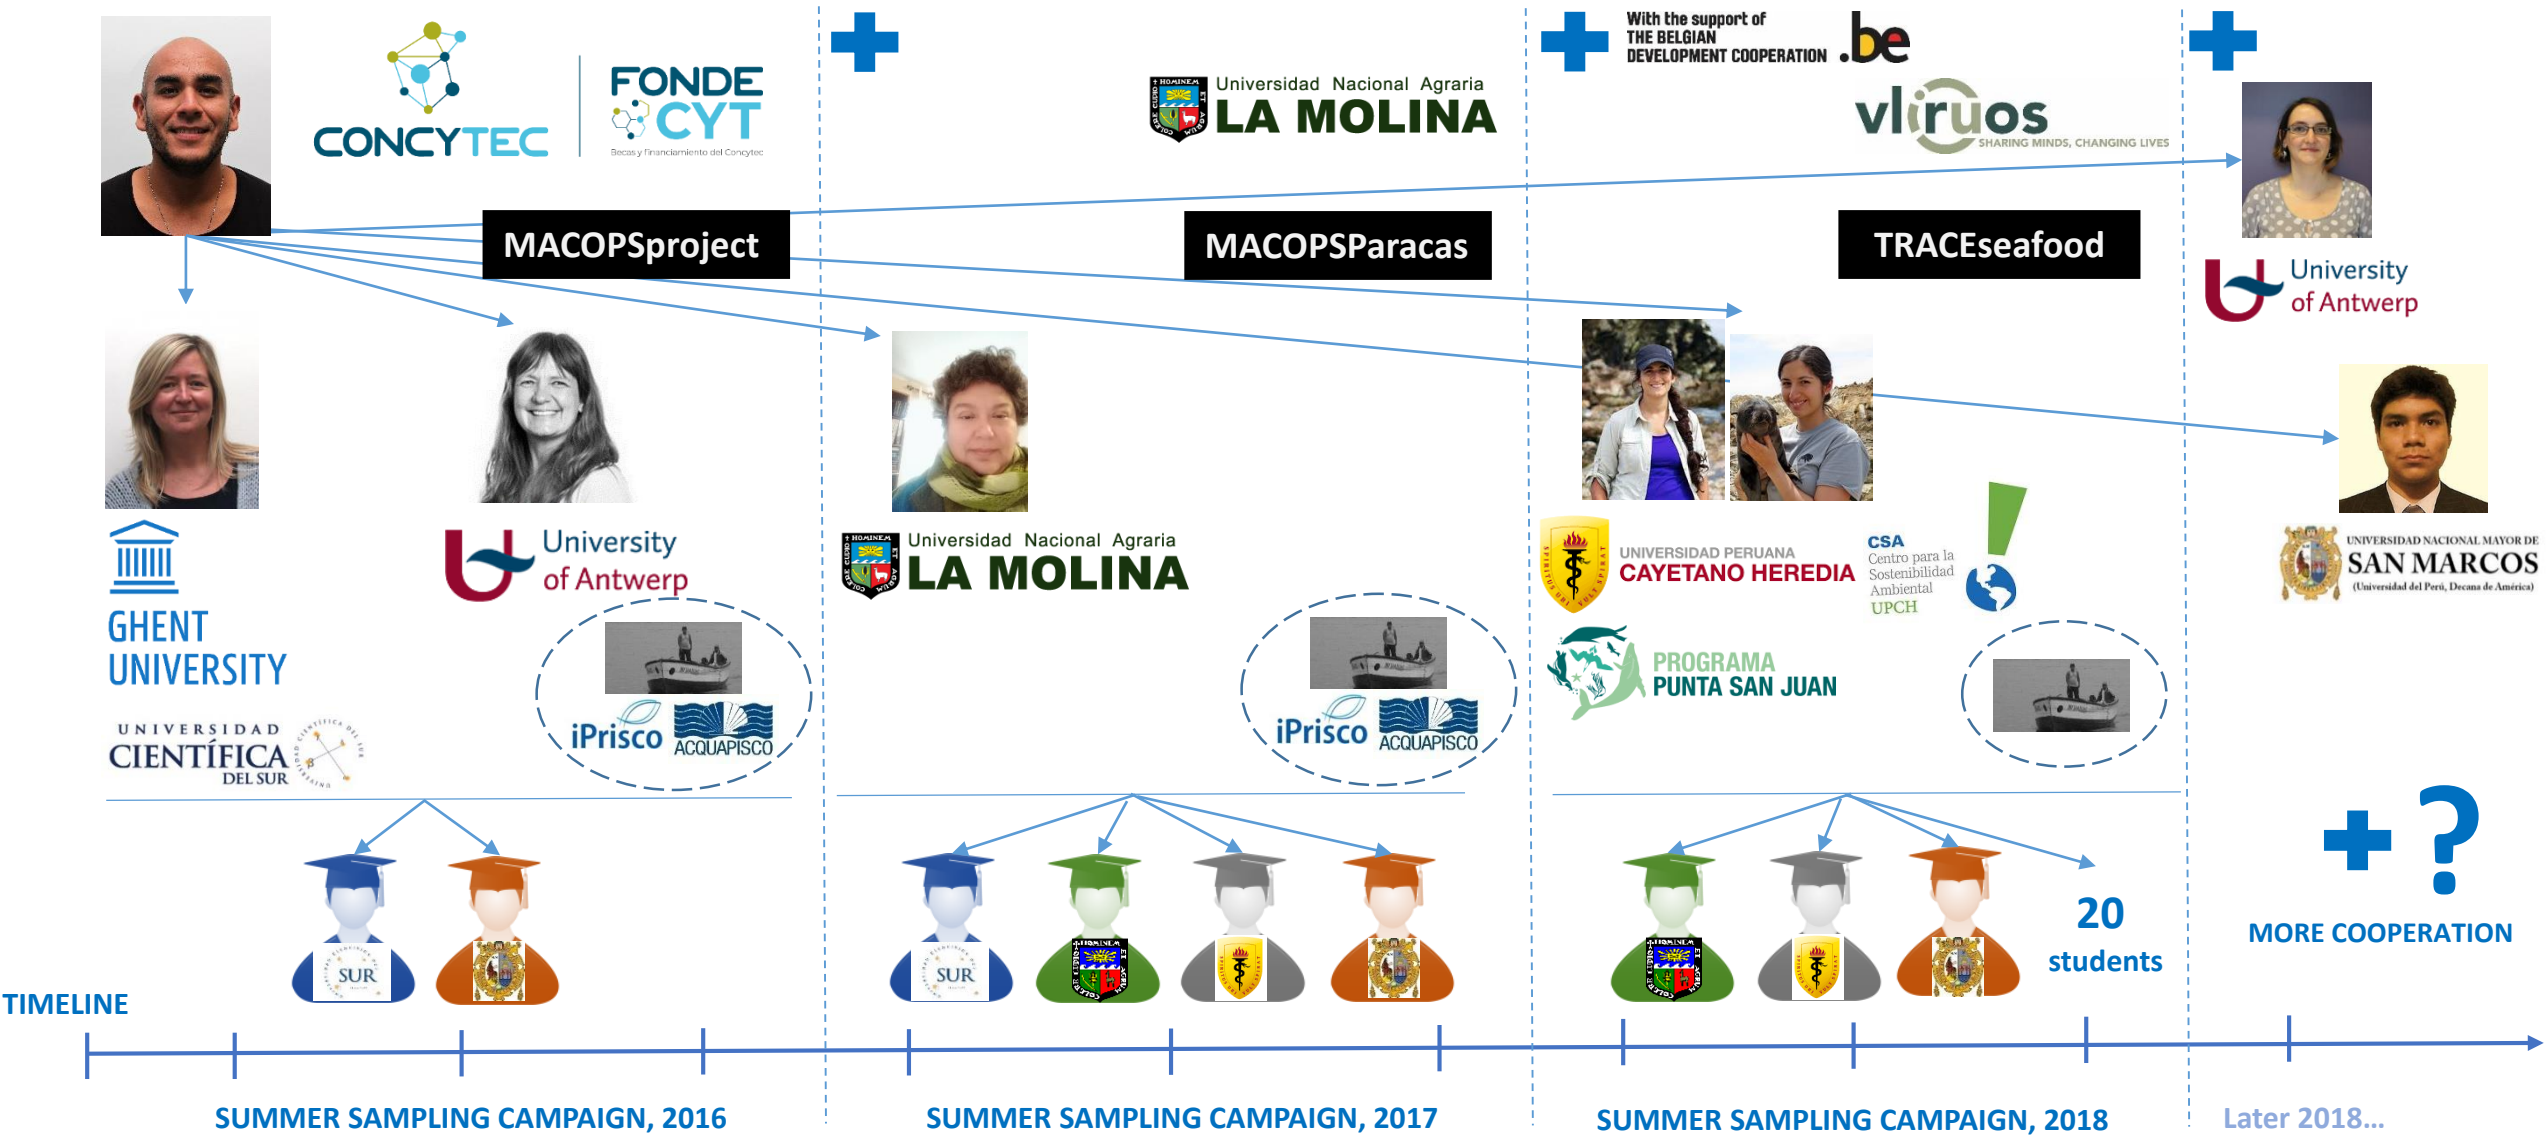 CONCYTEC
FONDE
CYT
Becas y Financiamiento del Concytec
Universidad Nacional Agraria
LA MOLINA
With the support of
THE BELGIAN
DEVELOPMENT COOPERATION
.be
vliruos
SHARING MINDS, CHANGING LIVES
MACOPSproject
MACOPSParacas
TRACEseafood
University
of Antwerp
GHENT
UNIVERSITY
UNIVERSIDAD
CIENTÍFICA
DEL SUR
University
of Antwerp
iPrisco
ACQUAPISCO
Universidad Nacional Agraria
LA MOLINA
iPrisco
ACQUAPISCO
UNIVERSIDAD PERUANA
CAYETANO HEREDIA
CSA
Centro para la
Sostenibilidad
Ambiental
UPCH
PROGRAMA
PUNTA SAN JUAN
UNIVERSIDAD NACIONAL MAYOR DE
SAN MARCOS
(Universidad del Perú, Decana de América)
SUR
SUR
20
students
+ ?
MORE COOPERATION
TIMELINE
SUMMER SAMPLING CAMPAIGN, 2016
SUMMER SAMPLING CAMPAIGN, 2017
SUMMER SAMPLING CAMPAIGN, 2018
Later 2018...